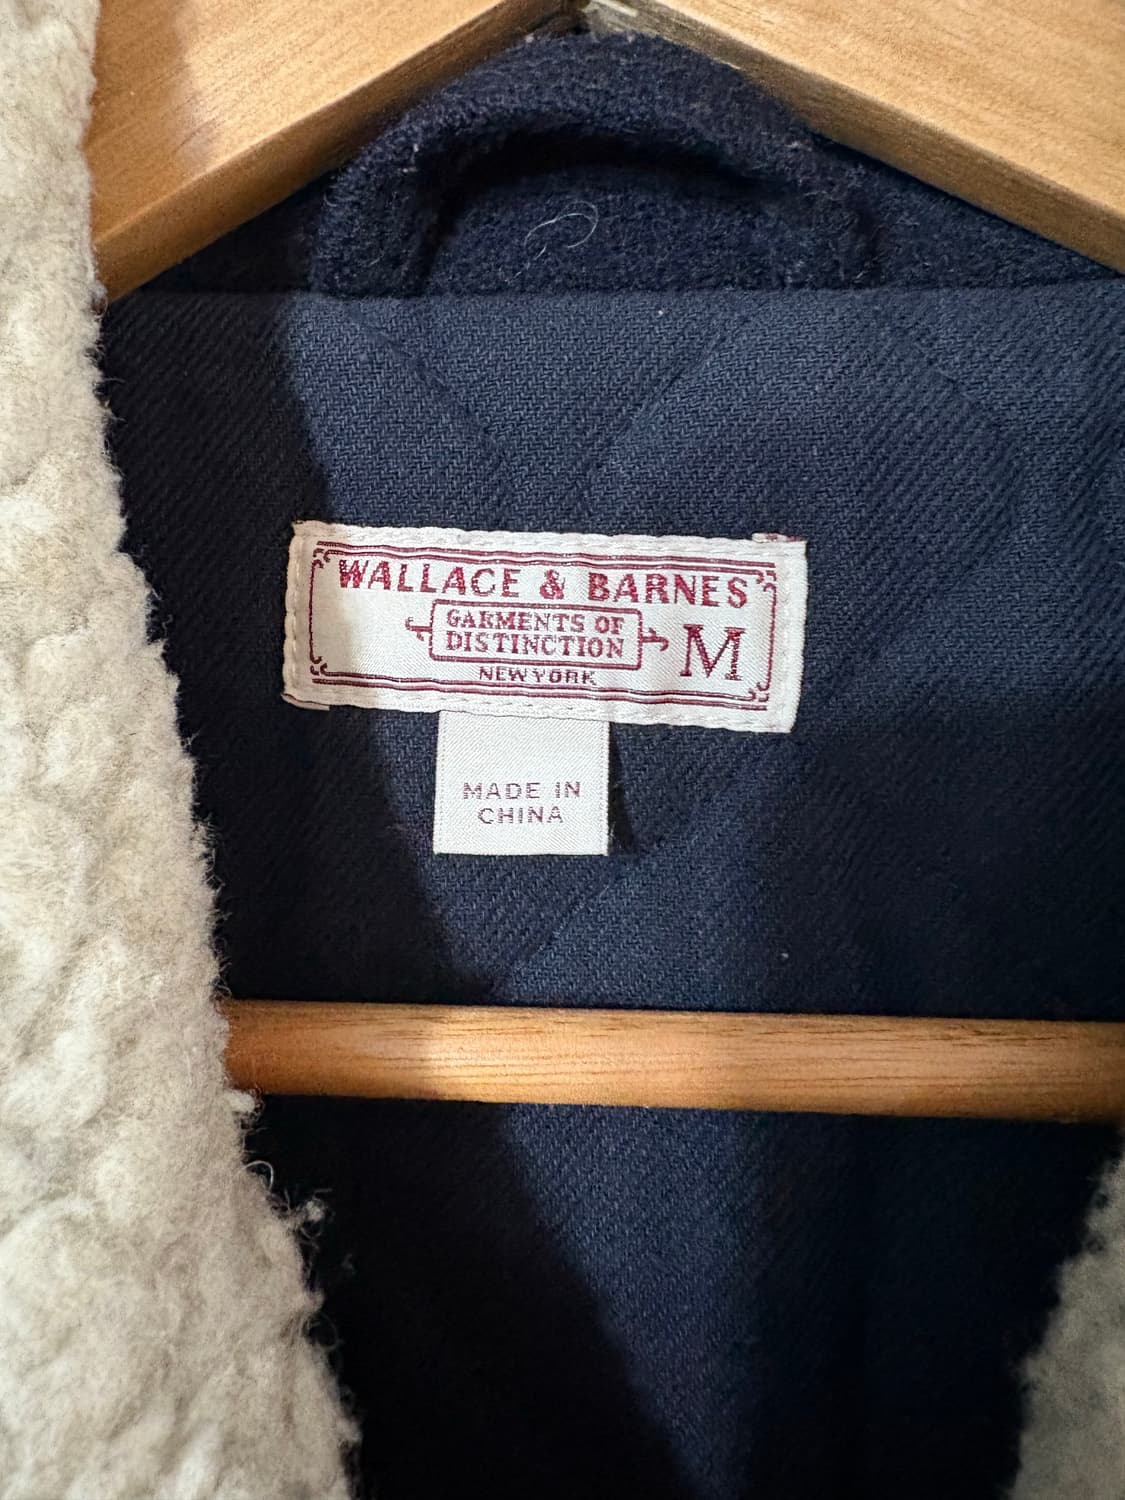 WALLACE & BARNES
GARMENTS OF
DISTINCTION
M
NEW YORK
MADE IN
CHINA